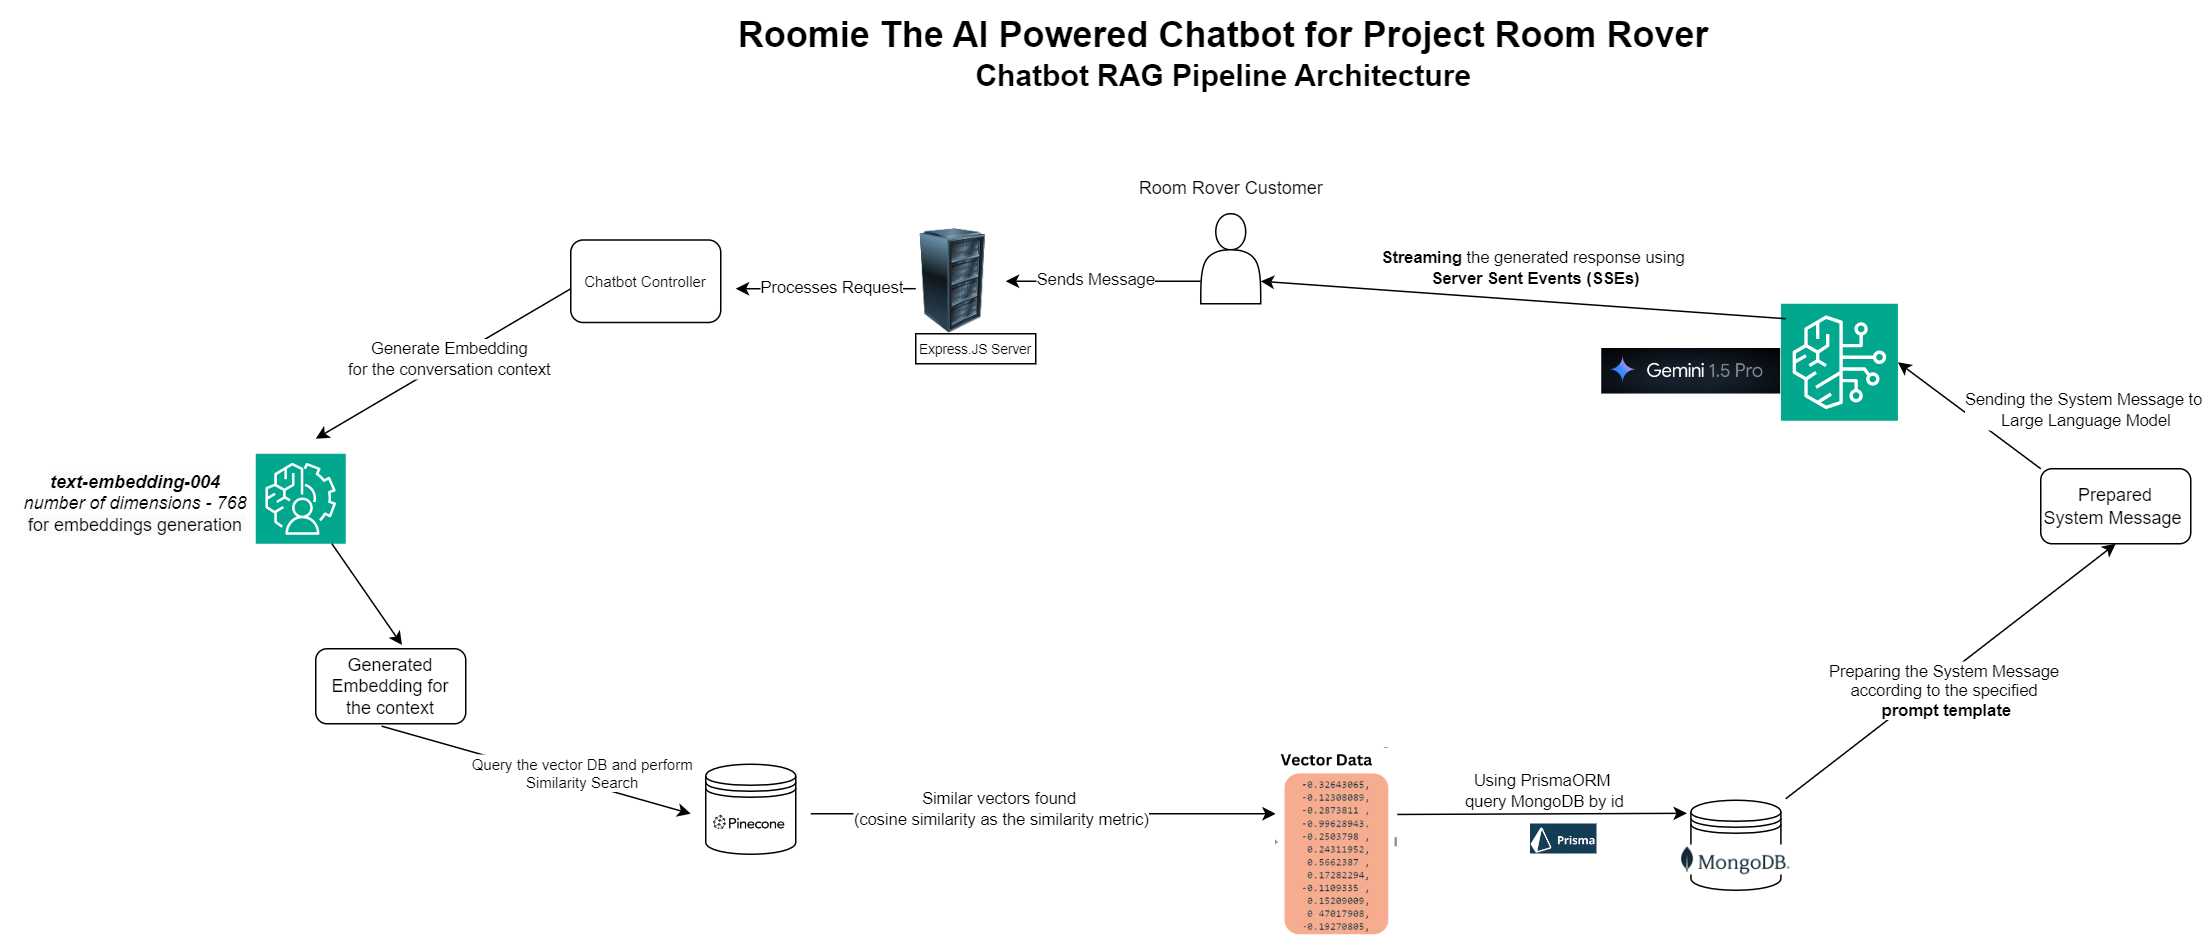 Roomie The AI Powered Chatbot for Project Room Rover
Chatbot RAG Pipeline Architecture
Room Rover Customer
Sends Message
Express.JS Server
Processes Request
Chatbot Controller
Generate Embedding
for the conversation context
text-embedding-004
number of dimensions - 768
for embeddings generation
Generated
Embedding for
the context
Query the vector DB and perform
Similarity Search
Pinecone
Similar vectors found
(cosine similarity as the similarity metric)
Vector Data
-0.32643065,
-0.12308089,
-0.2873811 ,
-0.99628943,
-0.2503798 ,
0.24311952,
0.5662387 ,
0.17282294,
-0.1109335 ,
0.15209009,
0 47017908,
-0.19270805,
Using PrismaORM
query MongoDB by id
Prisma
MongoDB.
Preparing the System Message
according to the specified
prompt template
Prepared
System Message
Sending the System Message to
Large Language Model
Gemini 1.5 Pro
Streaming the generated response using
Server Sent Events (SSEs)